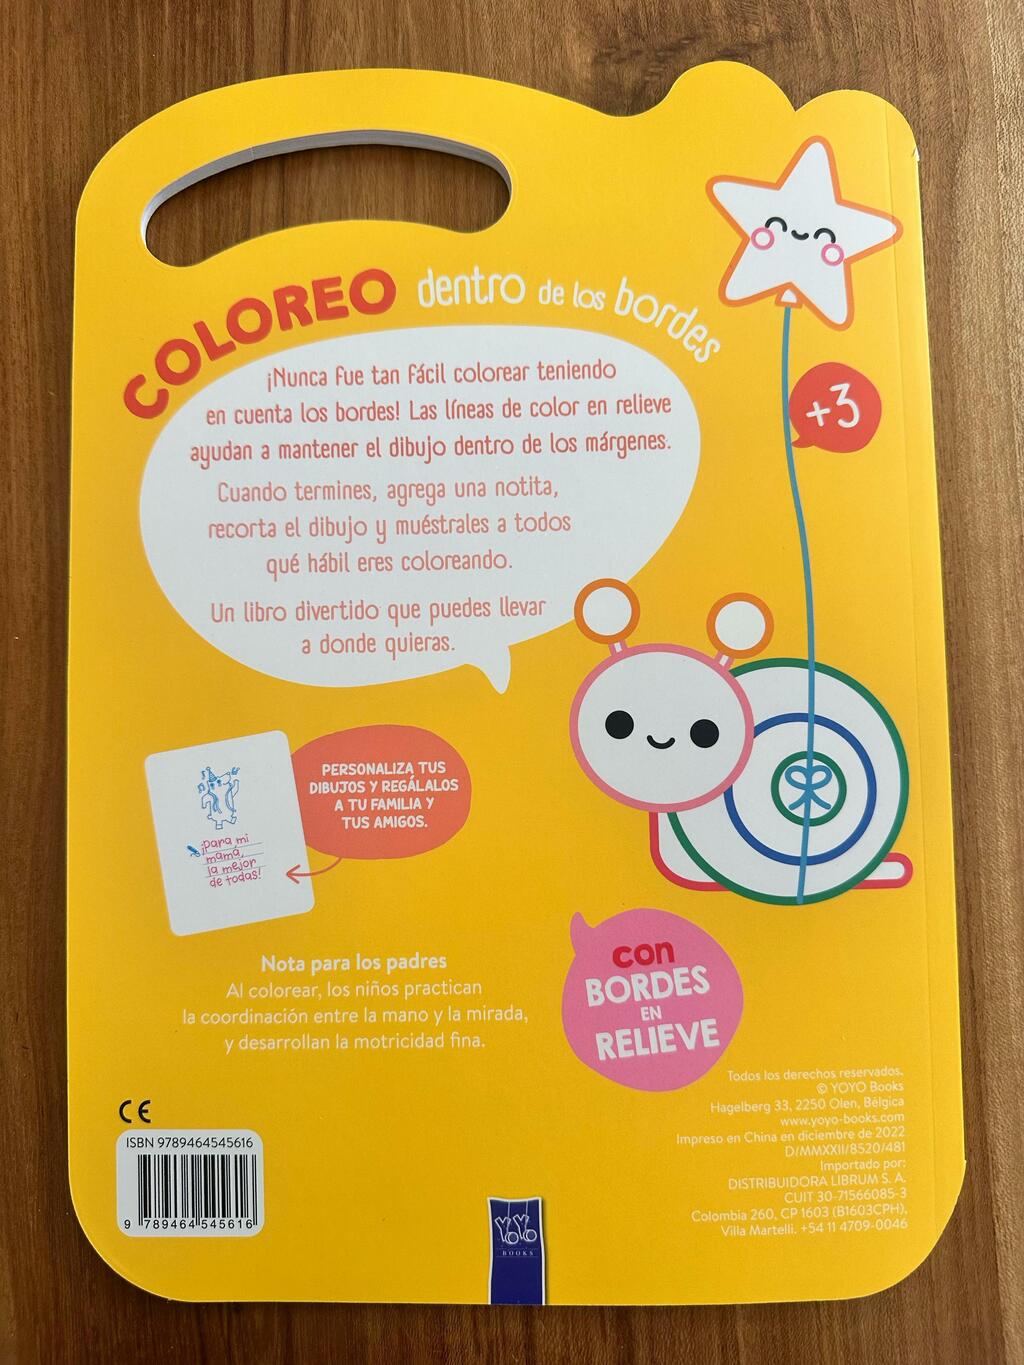 COLOREO dentro de los bordes
¡Nunca fue tan fácil colorear teniendo
en cuenta los bordes! Las líneas de color en relieve
ayudan a mantener el dibujo dentro de los márgenes.
Cuando termines, agrega una notita,
recorta el dibujo y muéstrales a todos
qué hábil eres coloreando.
Un libro divertido que puedes llevar
a donde quieras.
+3
PERSONALIZA TUS
DIBUJOS Y REGÁLALOS
A TU FAMILIA Y
TUS AMIGOS.
¡para mi
mamá,
la mejor
de todas!
Nota para los padres
Al colorear, los niños practican
la coordinación entre la mano y la mirada,
y desarrollan la motricidad fina.
con
BORDES
EN
RELIEVE
Todos los derechos reservados.
© YOYO Books
Hagelberg 33, 2250 Olen, Bélgica
www.yoyo-books.com
Impreso en China en diciembre de 2022
D/MMXXII/8520/481
Importado por:
DISTRIBUIDORA LIBRUM S. A.
CUIT 30-71566085-3
Colombia 260, CP 1603 (B1603CPH),
Villa Martelli. +54 11 4709-0046
CE
ISBN 9789464545616
9 789464 545616
YOYO
BOOKS